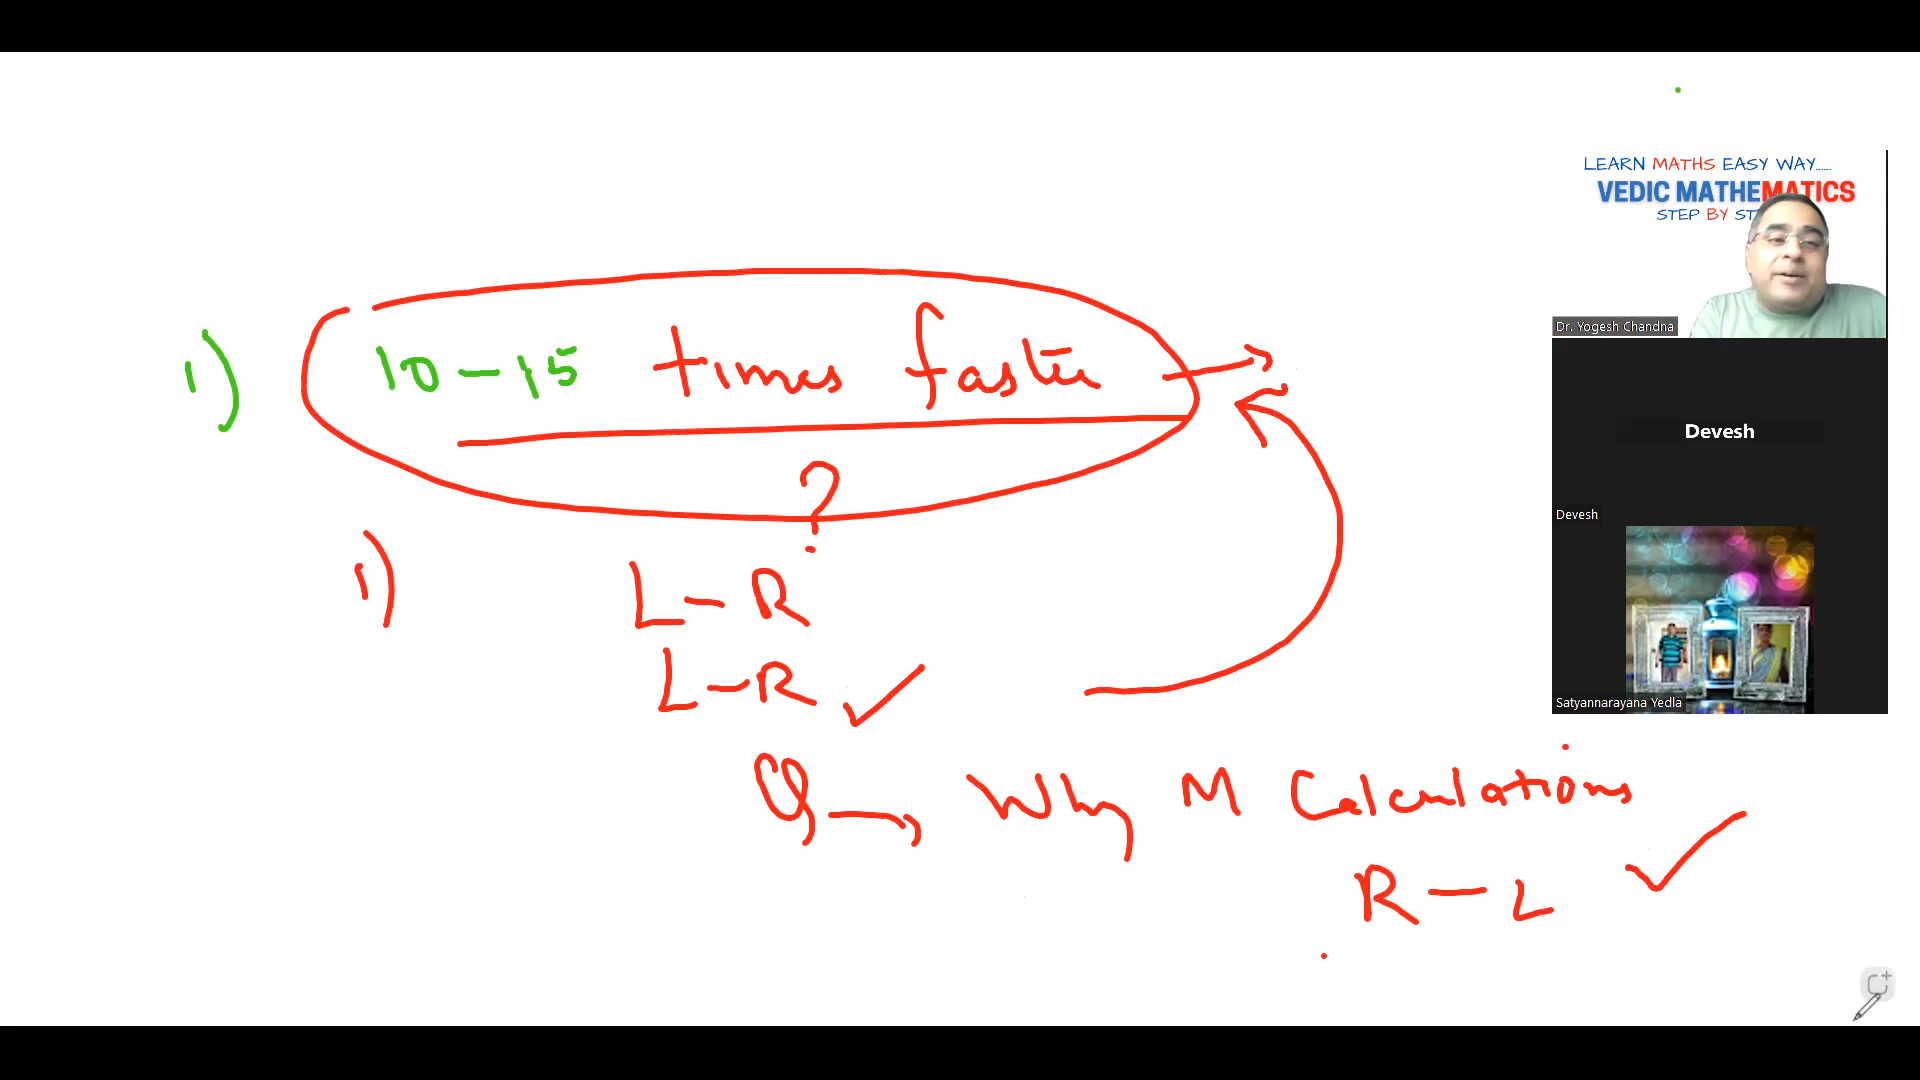 LEARN MATHS EASY WAY......
VEDIC MATHEMATICS
STEP BY ST
Dr. Yogesh Chandna
1) 10-15 times faster
?
1) L-R
L-R
Q → Why M Calculations
R-L
Devesh
Devesh
Satyannarayana Yedla